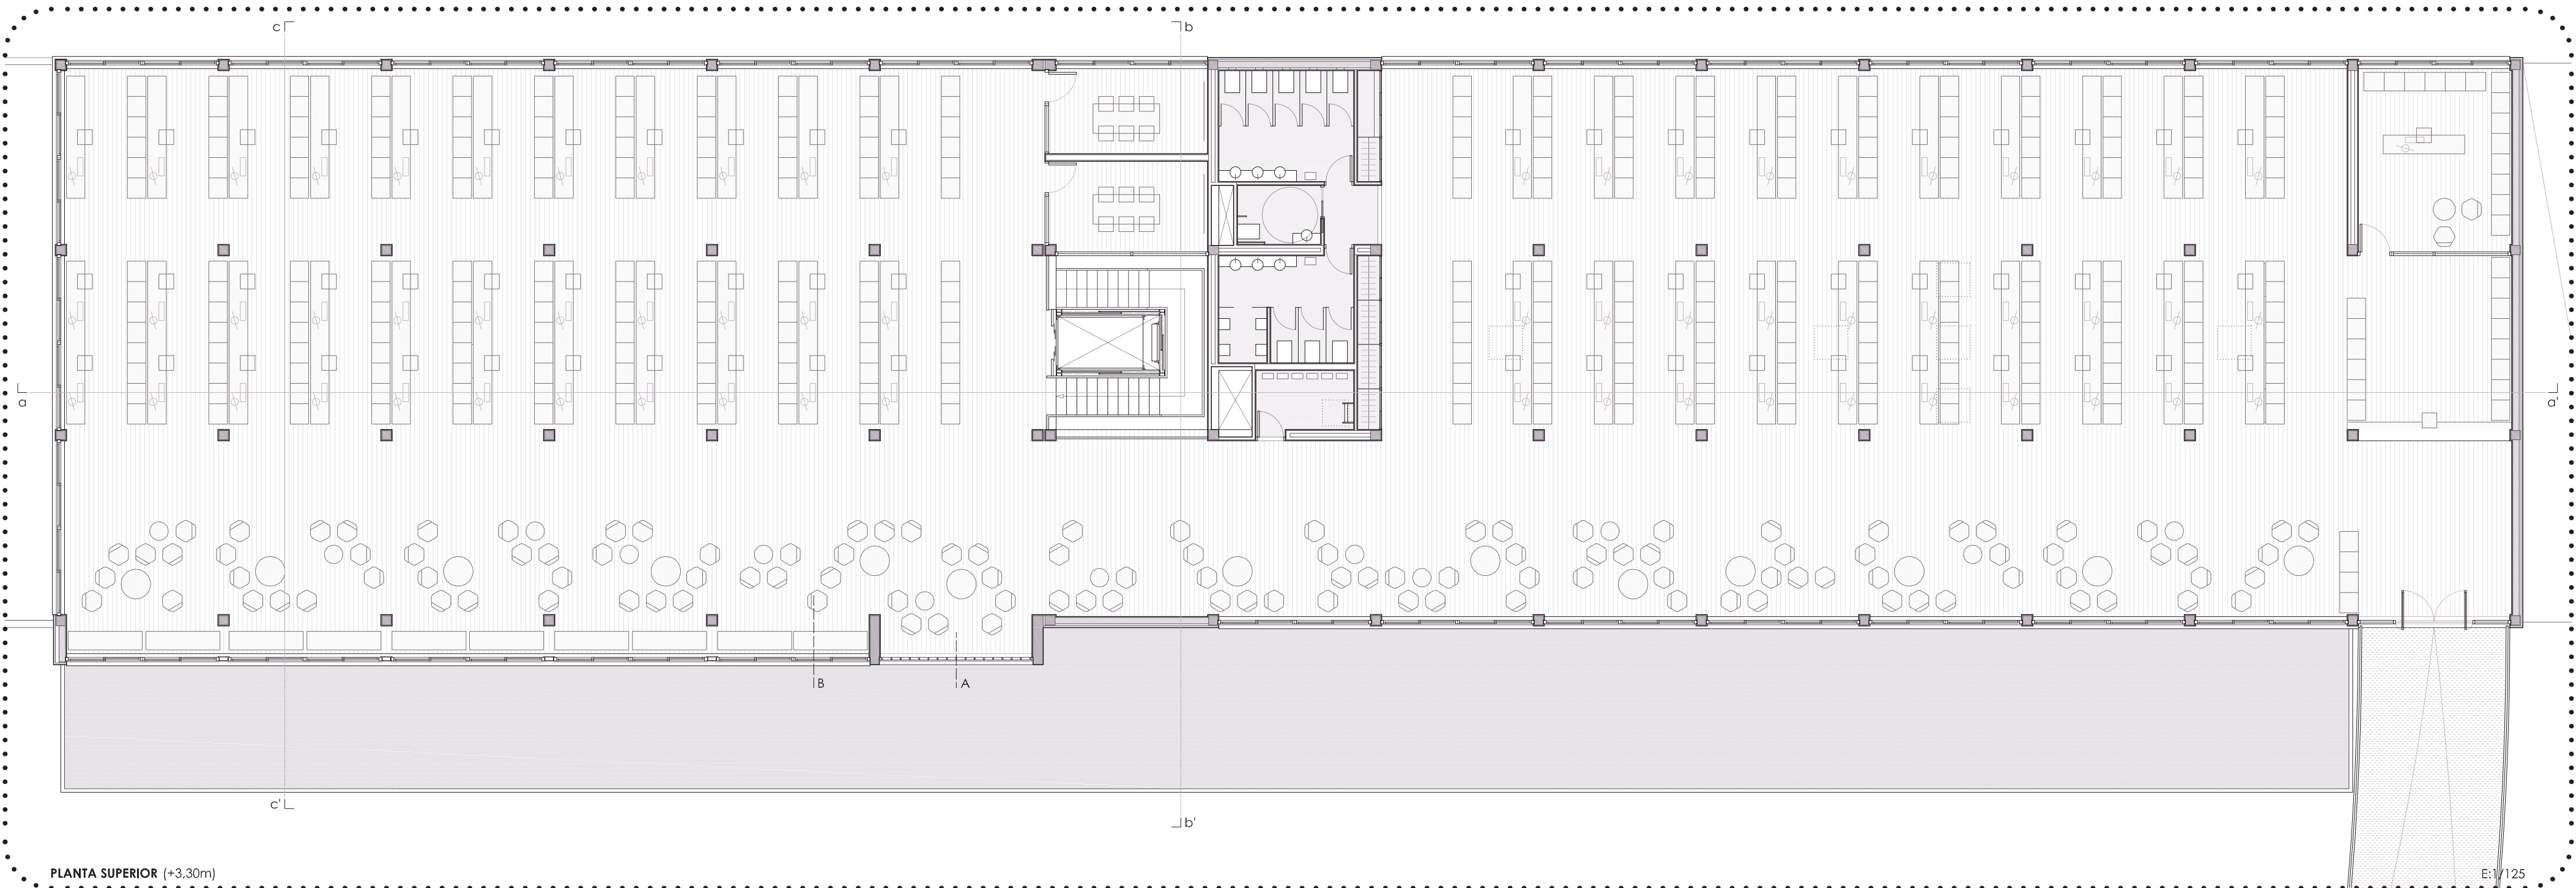 c
b
a
a'
B
A
c'
b'
PLANTA SUPERIOR (+3,30m)
E:1/125